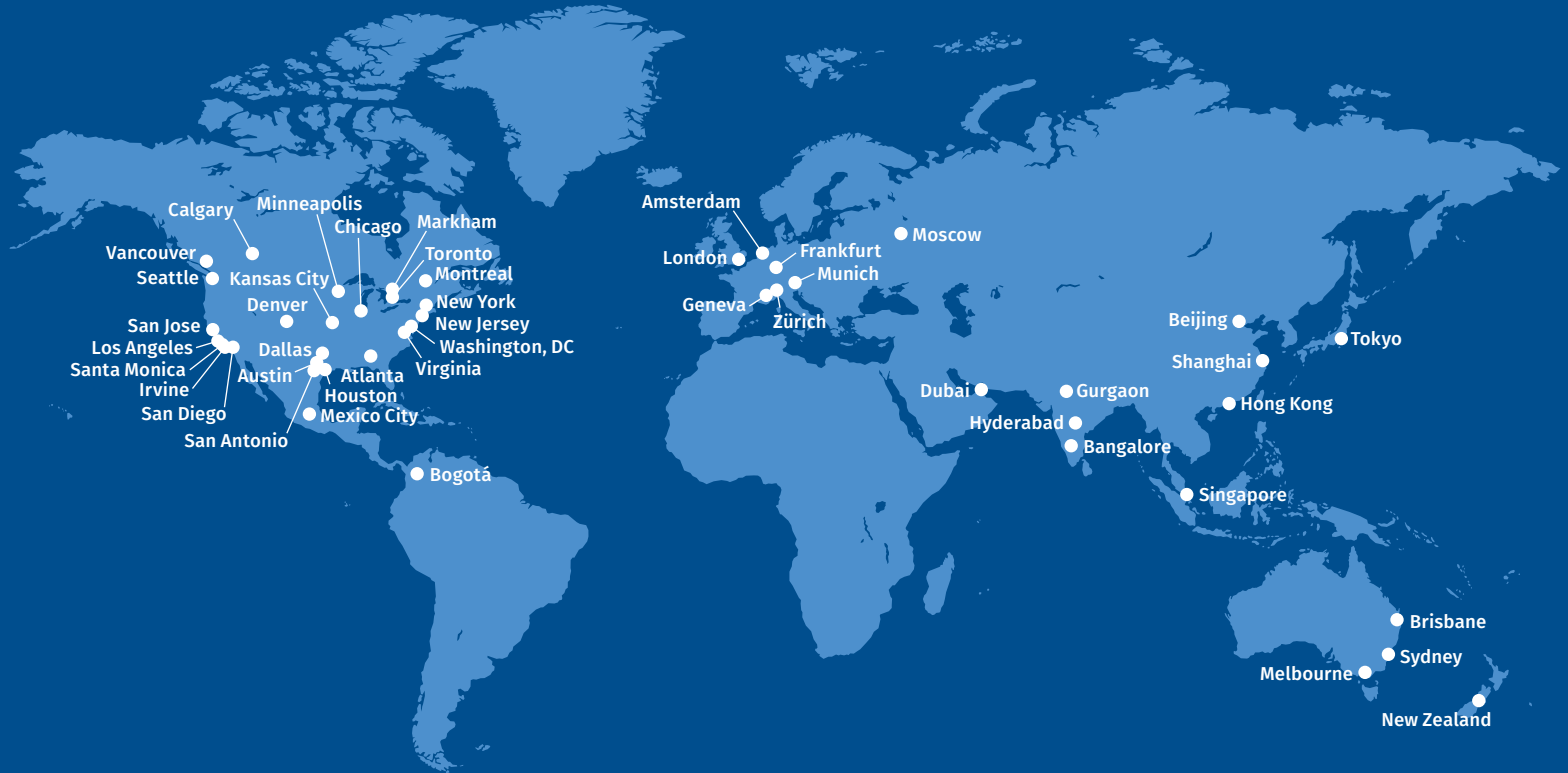 Calgary
Minneapolis
Chicago
Markham
Vancouver
Toronto
Seattle
Kansas City
Montreal
Denver
New York
San Jose
New Jersey
Los Angeles
Dallas
Washington, DC
Santa Monica
Austin
Atlanta
Virginia
Irvine
Houston
San Diego
Mexico City
San Antonio
Bogotá
Amsterdam
Moscow
London
Frankfurt
Munich
Geneva
Zürich
Beijing
Tokyo
Shanghai
Dubai
Gurgaon
Hong Kong
Hyderabad
Bangalore
Singapore
Brisbane
Sydney
Melbourne
New Zealand